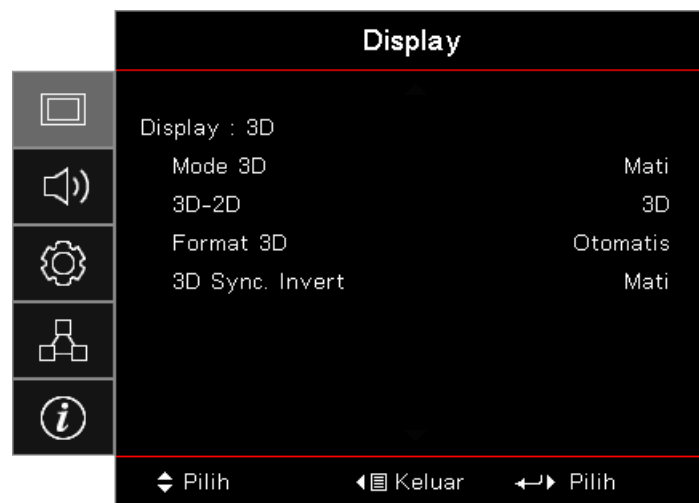 Display
Display : 3D
Mode 3D Mati
3D-2D 3D
Format 3D Otomatis
3D Sync. Invert Mati
Pilih Keluar Pilih